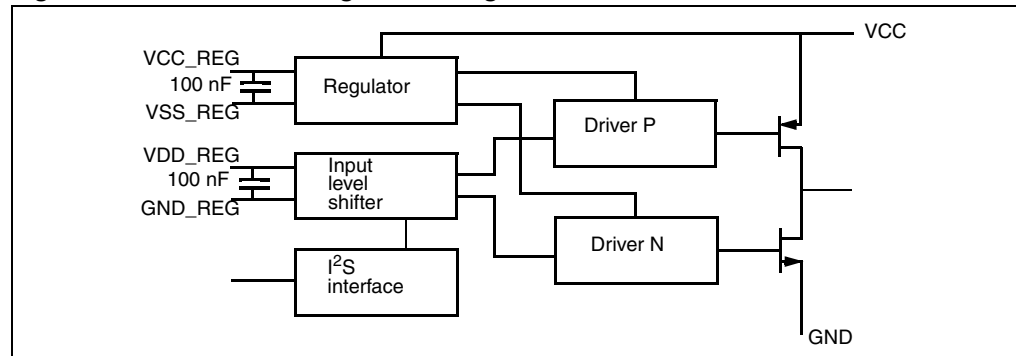 VCC
VCC_REG
100 nF
VSS_REG
Regulator
Driver P
VDD_REG
100 nF
GND_REG
Input
level
shifter
Driver N
I²S
interface
GND